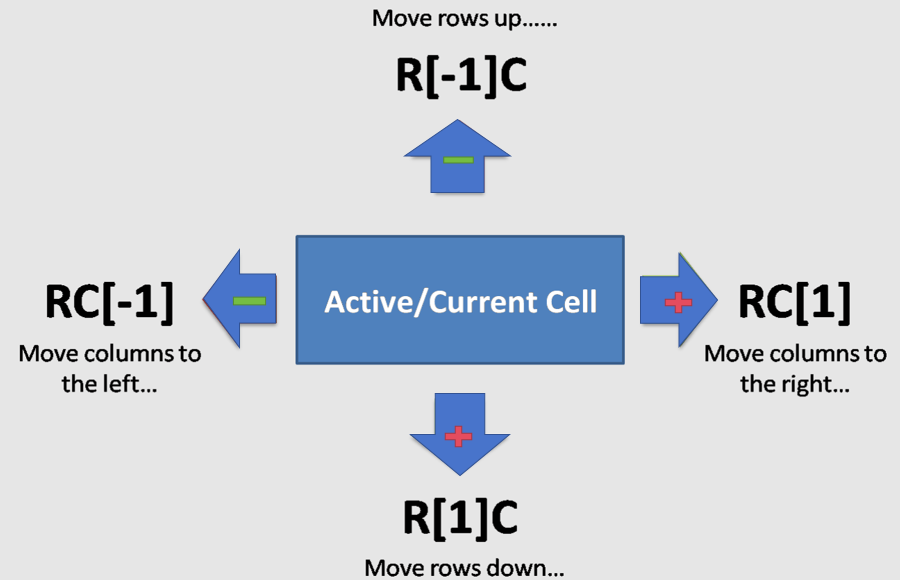 Move rows up......
R[-1]C
−
Active/Current Cell
RC[-1]
−
+
RC[1]
Move columns to
the left...
Move columns to
the right...
+
R[1]C
Move rows down...